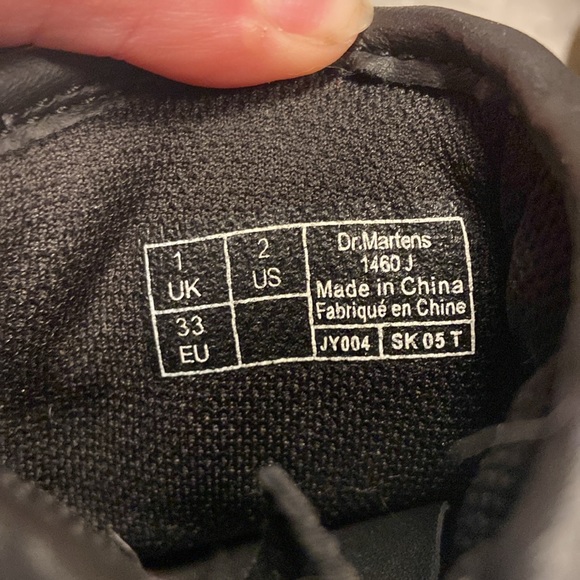 1
UK
2
US
33
EU
Dr.Martens
1460 J
Made in China
Fabriqué en Chine
JY004
SK 05 T